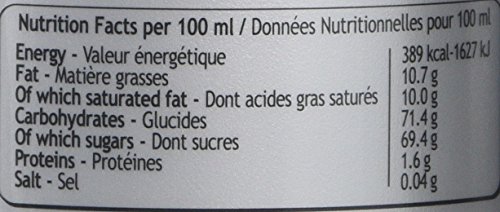 Nutrition Facts per 100 ml / Données Nutritionnelles pour 100 ml
Energy - Valeur énergétique 389 kcal-1627 kJ
Fat - Matière grasses 10.7 g
Of which saturated fat - Dont acides gras saturés 10.0 g
Carbohydrates - Glucides 71.4 g
Of which sugars - Dont sucres 69.4 g
Proteins - Protéines 1.6 g
Salt - Sel 0.04 g